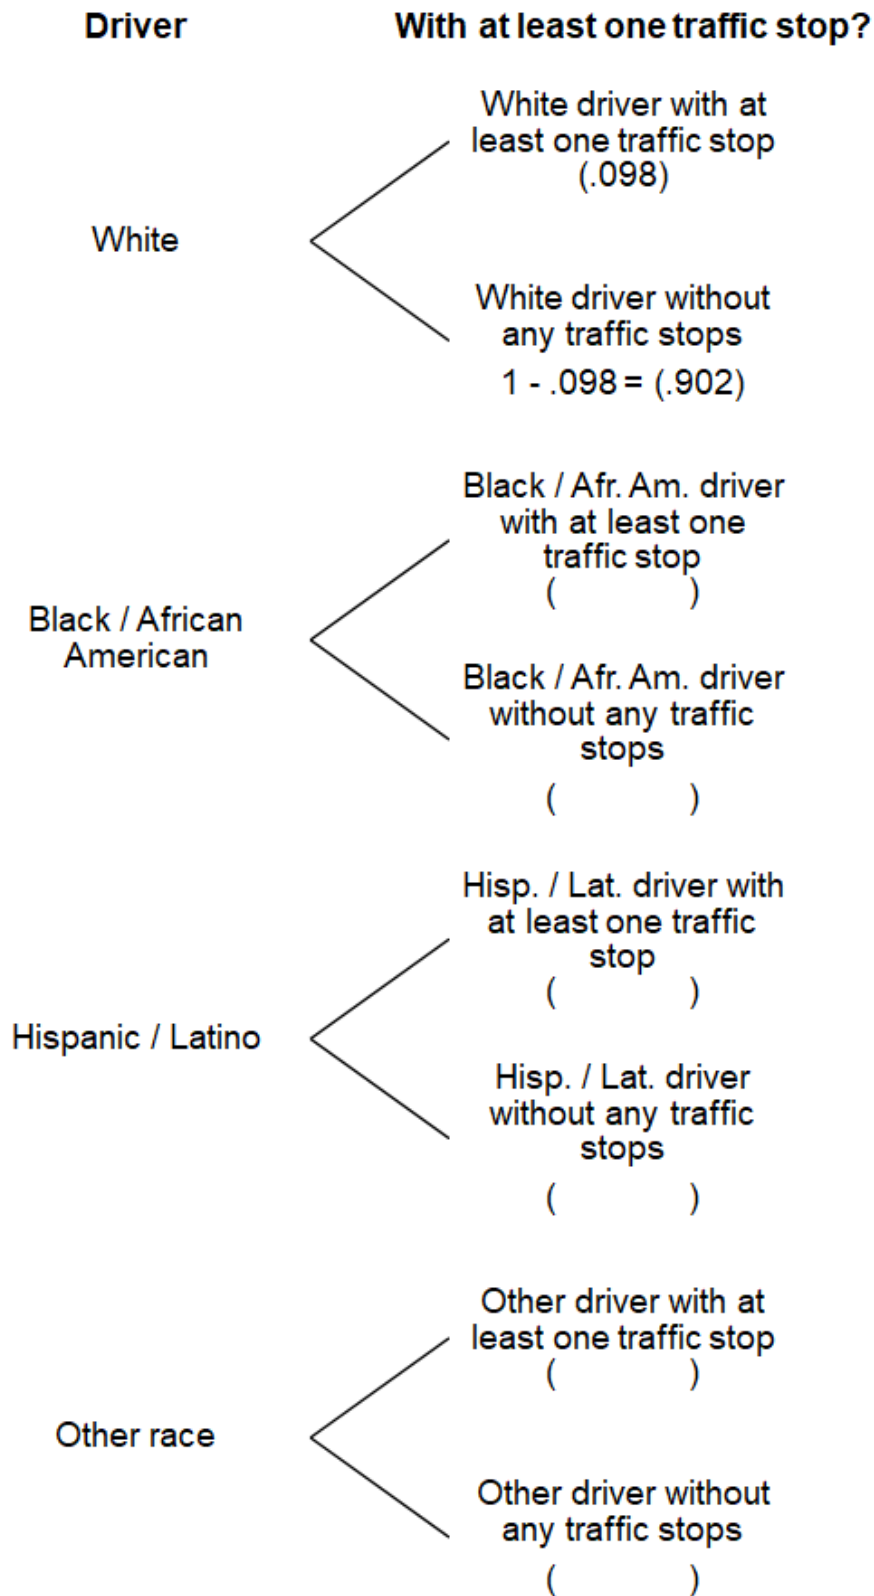 Driver
With at least one traffic stop?
White
White driver with at
least one traffic stop
(.098)
White driver without
any traffic stops
1 - .098 = (.902)
Black / African
American
Black / Afr. Am. driver
with at least one
traffic stop
( )
Black / Afr. Am. driver
without any traffic
stops
( )
Hispanic / Latino
Hisp. / Lat. driver with
at least one traffic
stop
( )
Hisp. / Lat. driver
without any traffic
stops
( )
Other race
Other driver with at
least one traffic stop
( )
Other driver without
any traffic stops
( )